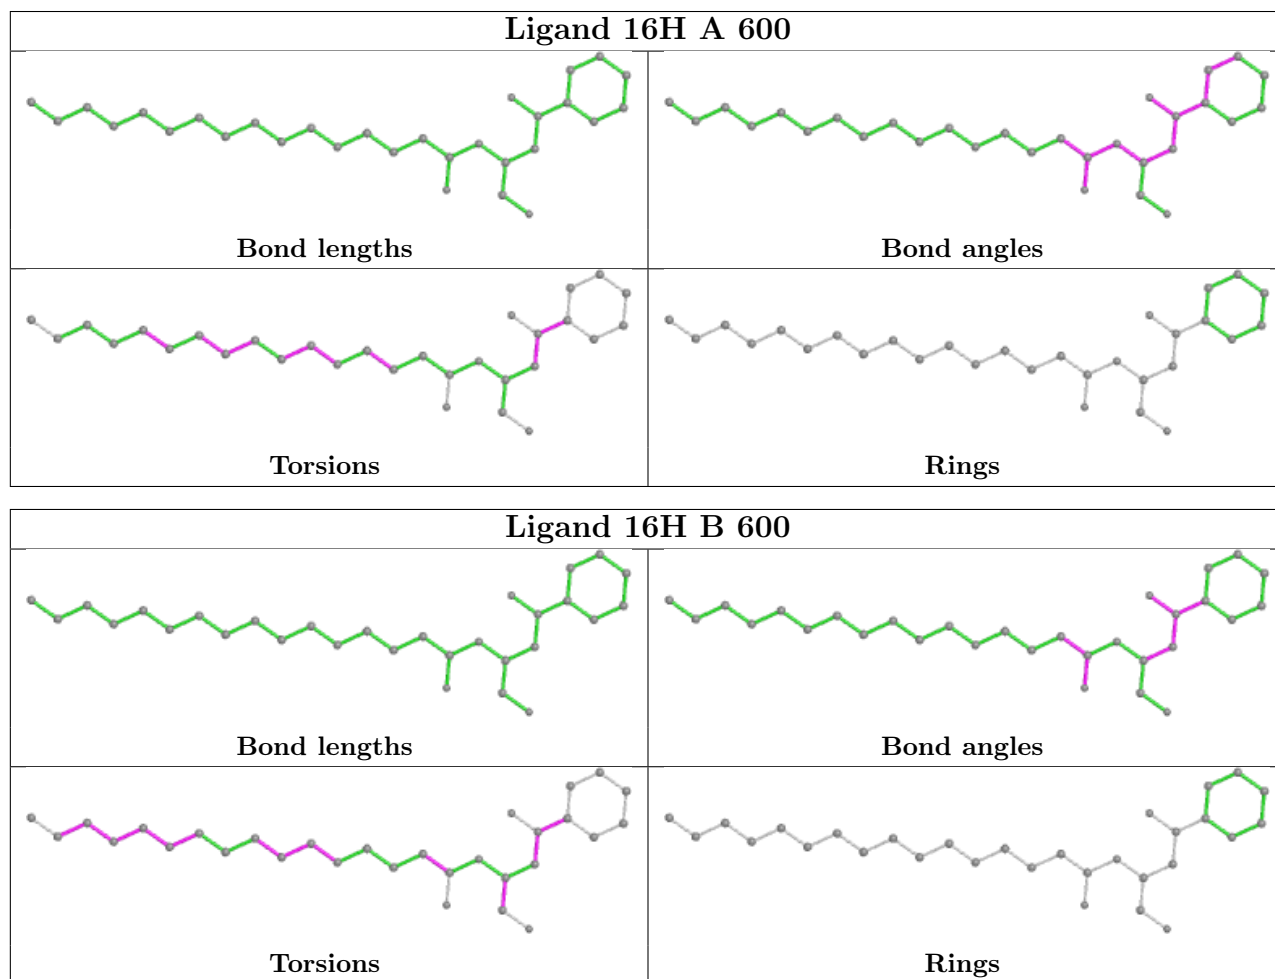 Ligand 16H A 600
Bond lengths
Bond angles
Torsions
Rings
Ligand 16H B 600
Bond lengths
Bond angles
Torsions
Rings